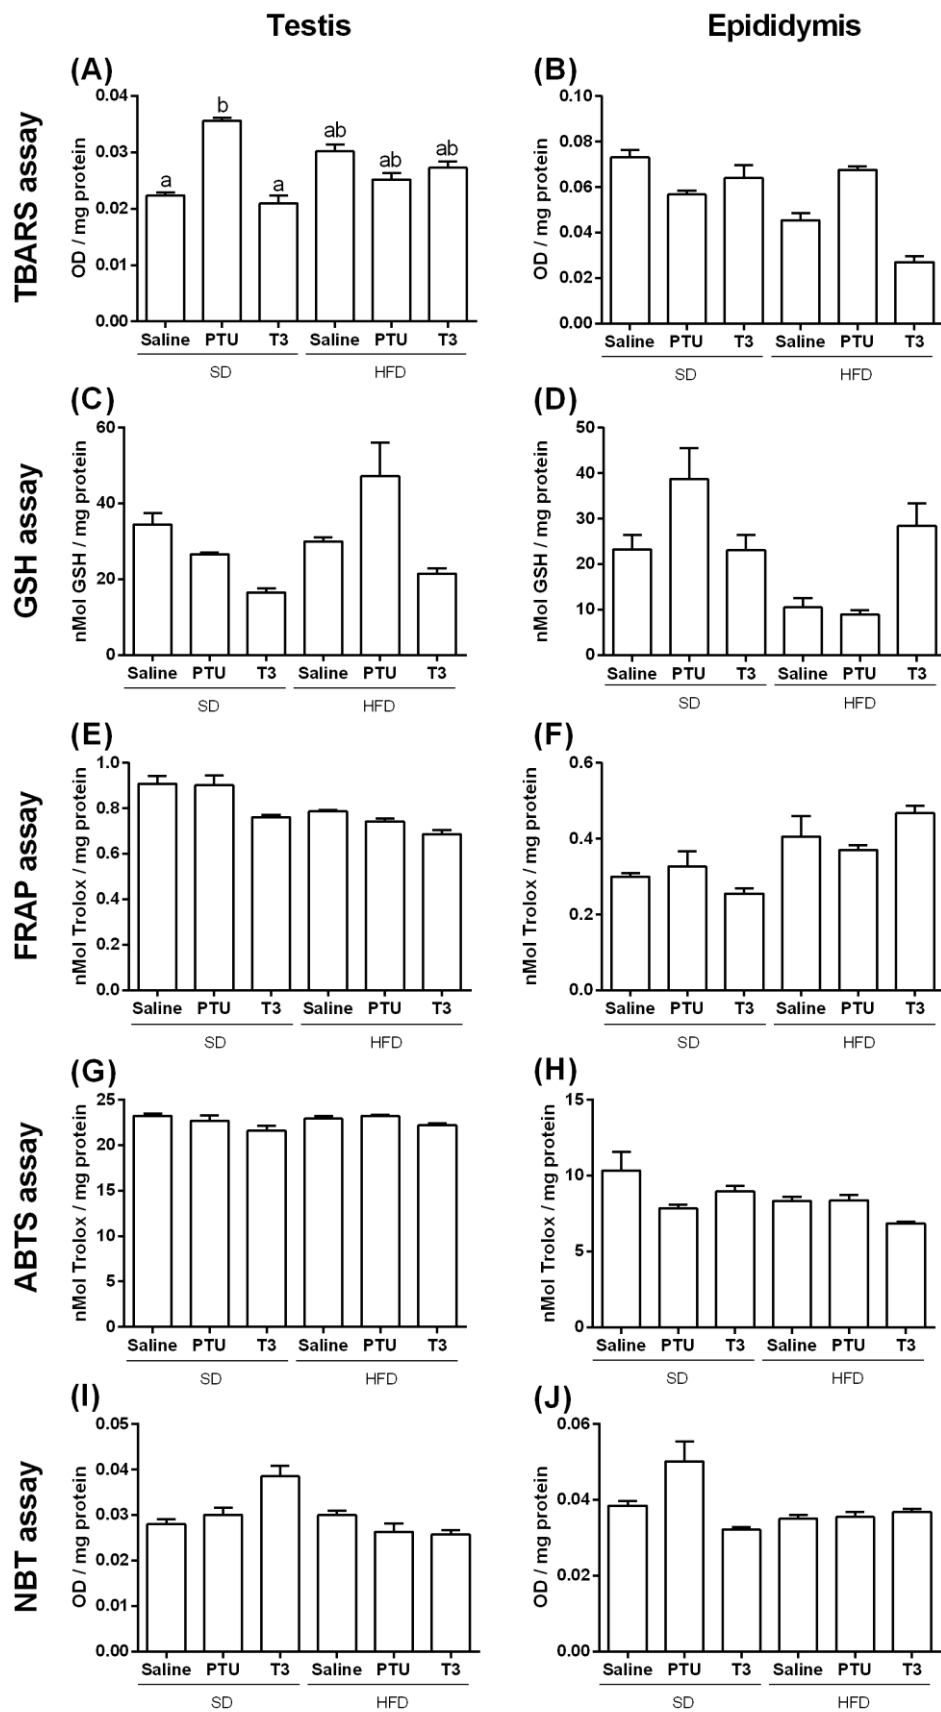 Testis
Epididymis
TBARS assay
(A)
OD / mg protein
0.04
0.03
0.02
0.01
0.00
a
b
a
ab
ab
ab
Saline PTU T3 Saline PTU T3
SD HFD
(B)
OD / mg protein
0.10
0.08
0.06
0.04
0.02
0.00
Saline PTU T3 Saline PTU T3
SD HFD
GSH assay
(C)
nMol GSH / mg protein
60
40
20
0
Saline PTU T3 Saline PTU T3
SD HFD
(D)
nMol GSH / mg protein
50
40
30
20
10
0
Saline PTU T3 Saline PTU T3
SD HFD
FRAP assay
(E)
nMol Trolox / mg protein
1.0
0.8
0.6
0.4
0.2
0.0
Saline PTU T3 Saline PTU T3
SD HFD
(F)
nMol Trolox / mg protein
0.6
0.4
0.2
0.0
Saline PTU T3 Saline PTU T3
SD HFD
ABTS assay
(G)
nMol Trolox / mg protein
25
20
15
10
5
0
Saline PTU T3 Saline PTU T3
SD HFD
(H)
nMol Trolox / mg protein
15
10
5
0
Saline PTU T3 Saline PTU T3
SD HFD
NBT assay
(I)
OD / mg protein
0.05
0.04
0.03
0.02
0.01
0.00
Saline PTU T3 Saline PTU T3
SD HFD
(J)
OD / mg protein
0.06
0.04
0.02
0.00
Saline PTU T3 Saline PTU T3
SD HFD